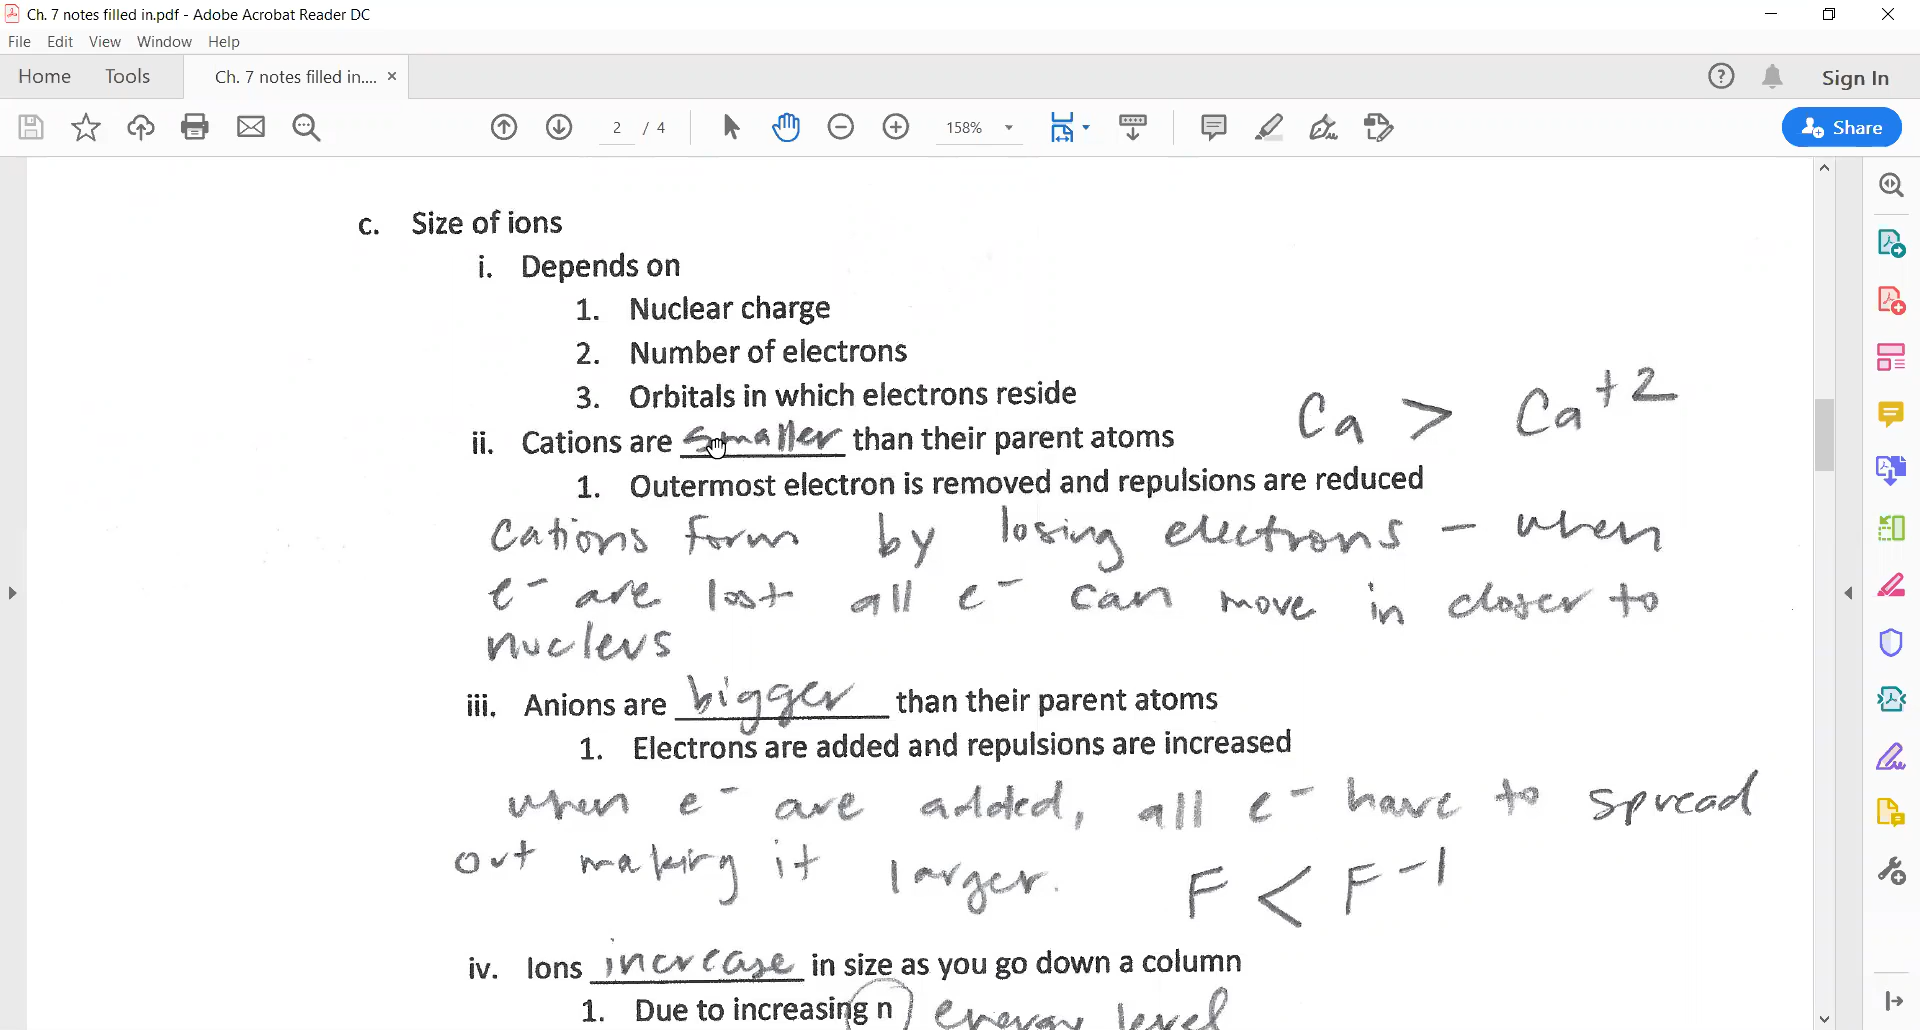 Ch. 7 notes filled in.pdf - Adobe Acrobat Reader DC
File Edit View Window Help
Home Tools Ch. 7 notes filled in.... × Sign In
2 / 4 158% Share
c. Size of ions
i. Depends on
1. Nuclear charge
2. Number of electrons
3. Orbitals in which electrons reside
Ca > Ca+2
ii. Cations are smaller than their parent atoms
1. Outermost electron is removed and repulsions are reduced
Cations form by losing electrons - when
e- are lost all e- can move in closer to
nucleus
iii. Anions are bigger than their parent atoms
1. Electrons are added and repulsions are increased
when e- are added, all e- have to spread
out making it larger. F < F-1
iv. Ions increase in size as you go down a column
1. Due to increasing n energy level